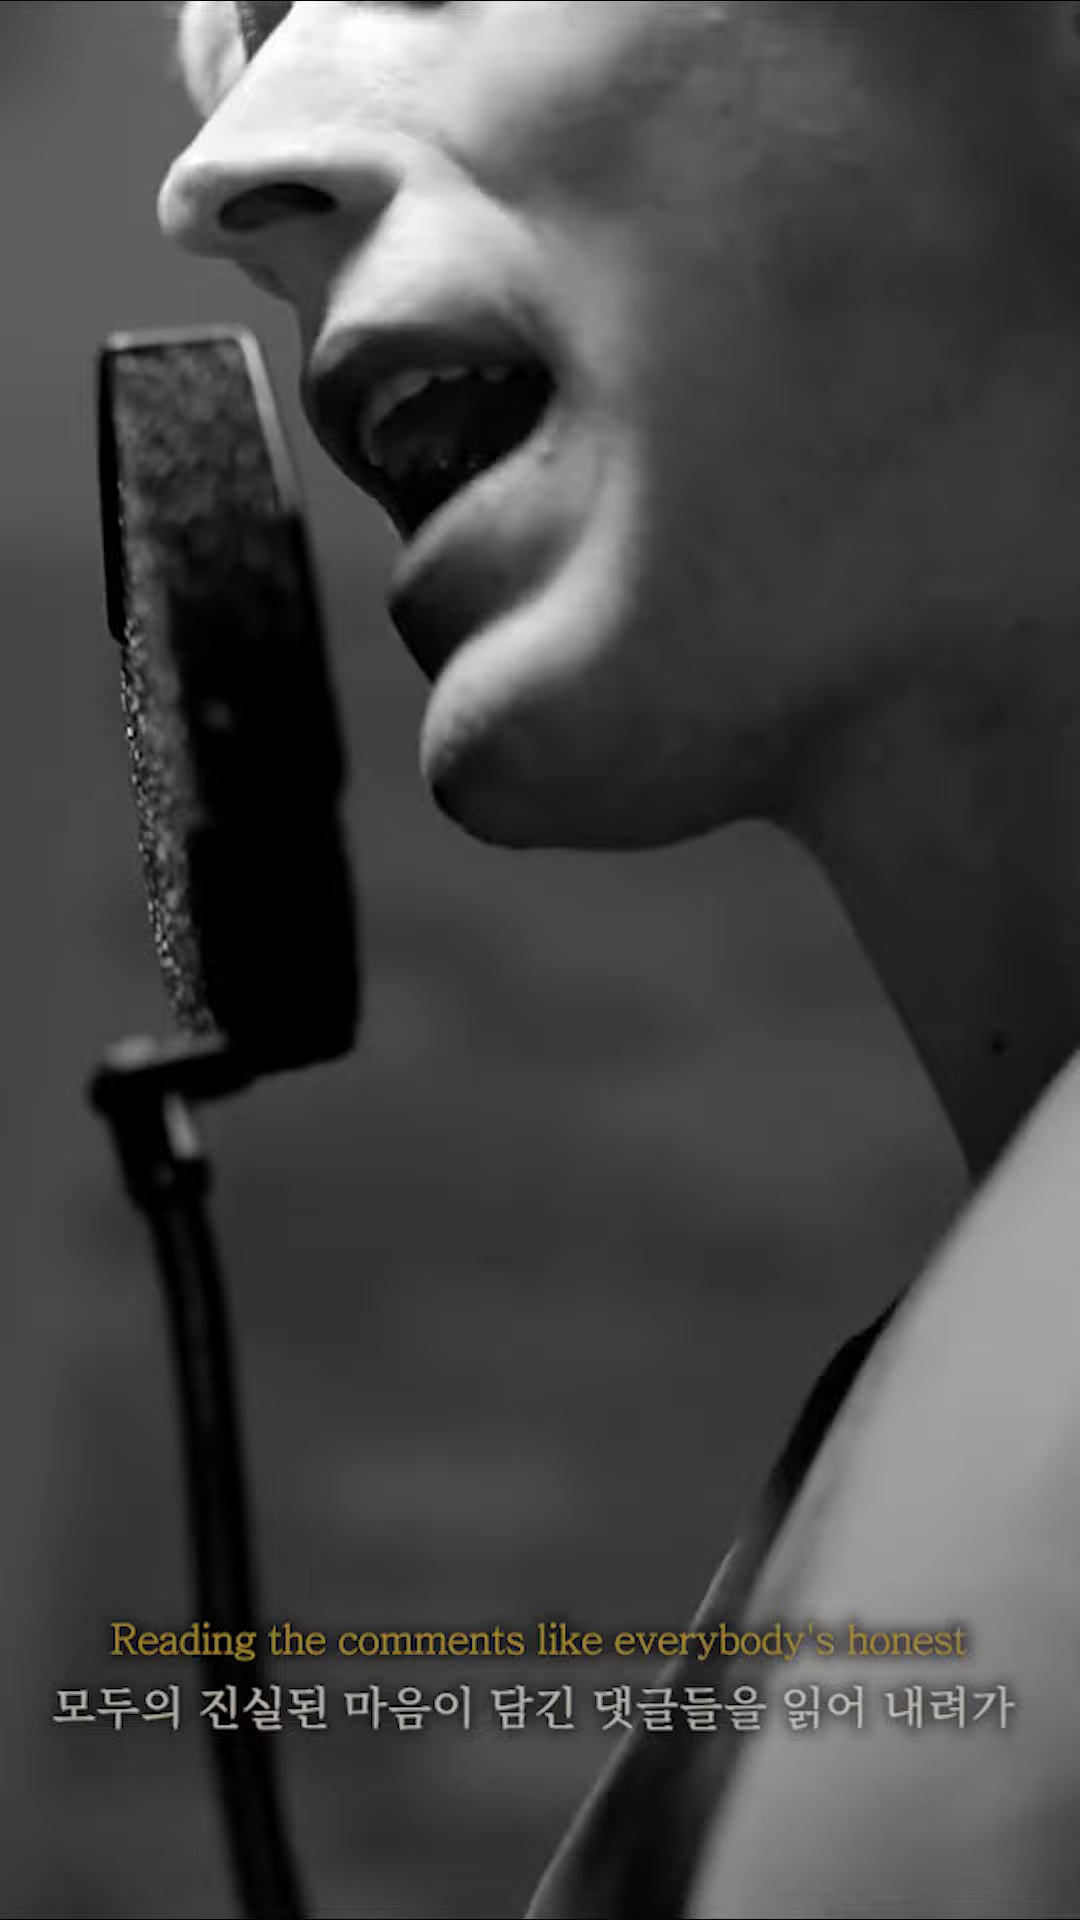 Reading the comments like everybody's honest
모두의 진실된 마음이 담긴 댓글들을 읽어 내려가